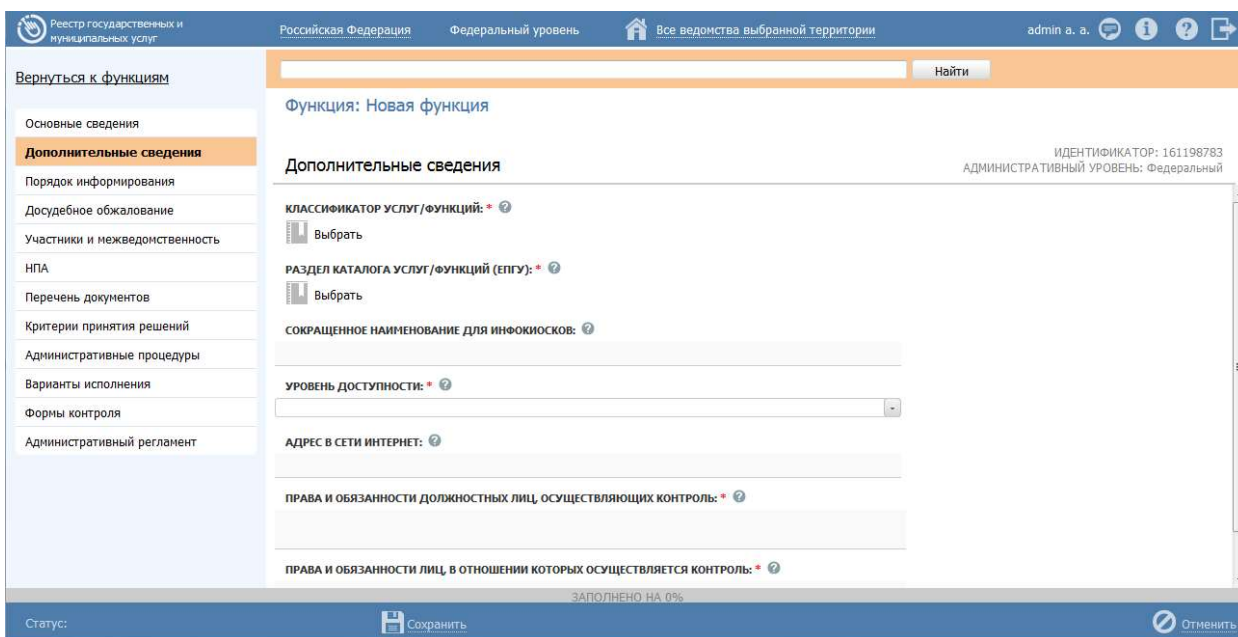 Реестр государственных и
муниципальных услуг
Российская Федерация
Федеральный уровень
Все ведомства выбранной территории
admin a. a.
Вернуться к функциям
Найти
Основные сведения
Дополнительные сведения
Порядок информирования
Досудебное обжалование
Участники и межведомственность
НПА
Перечень документов
Критерии принятия решений
Административные процедуры
Варианты исполнения
Формы контроля
Административный регламент
Функция: Новая функция
Дополнительные сведения
ИДЕНТИФИКАТОР: 161198783
АДМИНИСТРАТИВНЫЙ УРОВЕНЬ: Федеральный
КЛАССИФИКАТОР УСЛУГ/ФУНКЦИЙ: *
Выбрать
РАЗДЕЛ КАТАЛОГА УСЛУГ/ФУНКЦИЙ (ЕПГУ): *
Выбрать
СОКРАЩЕННОЕ НАИМЕНОВАНИЕ ДЛЯ ИНФОКИОСКОВ:
УРОВЕНЬ ДОСТУПНОСТИ: *
АДРЕС В СЕТИ ИНТЕРНЕТ:
ПРАВА И ОБЯЗАННОСТИ ДОЛЖНОСТНЫХ ЛИЦ, ОСУЩЕСТВЛЯЮЩИХ КОНТРОЛЬ: *
ПРАВА И ОБЯЗАННОСТИ ЛИЦ, В ОТНОШЕНИИ КОТОРЫХ ОСУЩЕСТВЛЯЕТСЯ КОНТРОЛЬ: *
ЗАПОЛНЕНО НА 0%
Статус:
Сохранить
Отменить